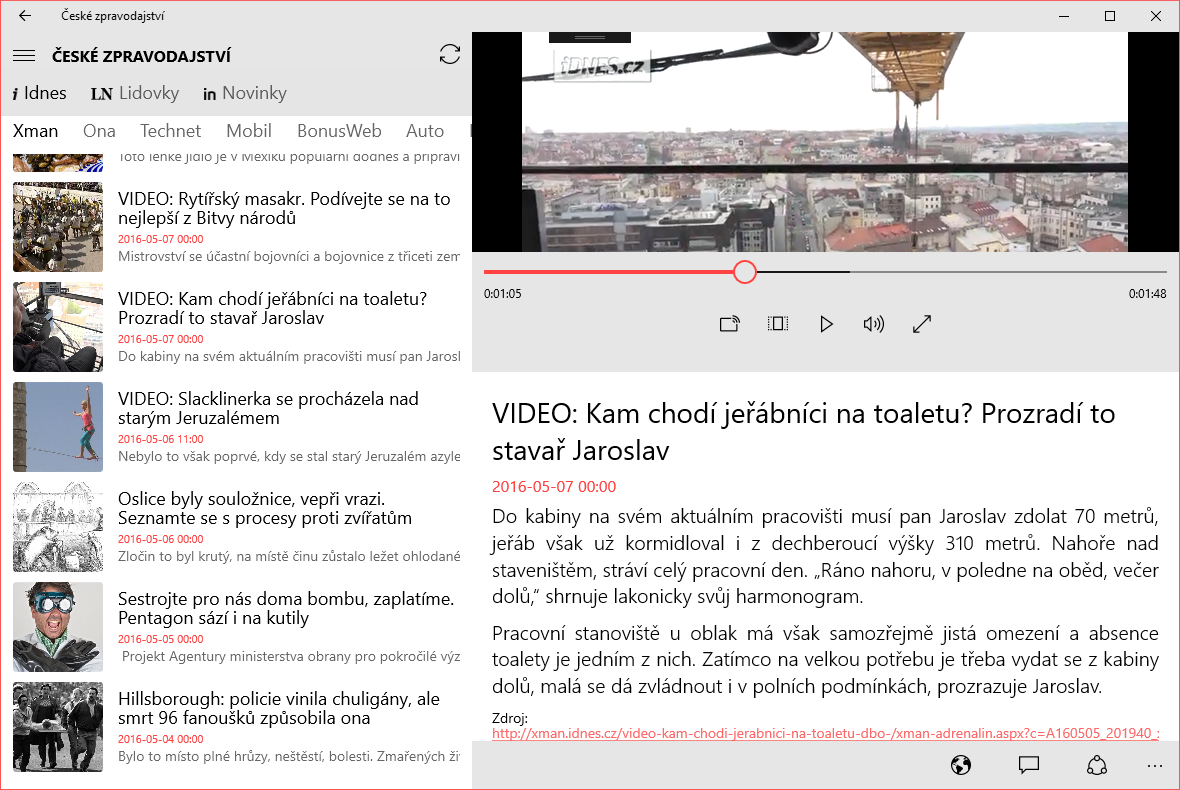 České zpravodajství
ČESKÉ ZPRAVODAJSTVÍ
i Idnes LN Lidovky in Novinky
Xman Ona Technet Mobil BonusWeb Auto
Toto lehké jídlo je v Mexiku populární dodnes a připraví
VIDEO: Rytířský masakr. Podívejte se na to
nejlepší z Bitvy národů
2016-05-07 00:00
Mistrovství se účastní bojovníci a bojovnice z třiceti zem
VIDEO: Kam chodí jeřábníci na toaletu?
Prozradí to stavař Jaroslav
2016-05-07 00:00
Do kabiny na svém aktuálním pracovišti musí pan Jarosl
VIDEO: Slacklinerka se procházela nad
starým Jeruzalémem
2016-05-06 11:00
Nebylo to však poprvé, kdy se stal starý Jeruzalém azyle
Oslice byly souložnice, vepři vrazi.
Seznamte se s procesy proti zvířatům
2016-05-06 00:00
Zločin to byl krutý, na místě činu zůstalo ležet ohlodané
Sestrojte pro nás doma bombu, zaplatíme.
Pentagon sází i na kutily
2016-05-05 00:00
Projekt Agentury ministerstva obrany pro pokročilé výz
Hillsborough: policie vinila chuligány, ale
smrt 96 fanoušků způsobila ona
2016-05-04 00:00
Bylo to místo plné hrůzy, neštěstí, bolesti. Zmařených ži
iDNES.cz
0:01:05
0:01:48
VIDEO: Kam chodí jeřábníci na toaletu? Prozradí to
stavař Jaroslav
2016-05-07 00:00
Do kabiny na svém aktuálním pracovišti musí pan Jaroslav zdolat 70 metrů,
jeřáb však už kormidloval i z dechberoucí výšky 310 metrů. Nahoře nad
staveništěm, stráví celý pracovní den. „Ráno nahoru, v poledne na oběd, večer
dolů,“ shrnuje lakonicky svůj harmonogram.
Pracovní stanoviště u oblak má však samozřejmě jistá omezení a absence
toalety je jedním z nich. Zatímco na velkou potřebu je třeba vydat se z kabiny
dolů, malá se dá zvládnout i v polních podmínkách, prozrazuje Jaroslav.
Zdroj:
http://xman.idnes.cz/video-kam-chodi-jerabnici-na-toaletu-dbo-/xman-adrenalin.aspx?c=A160505_201940_